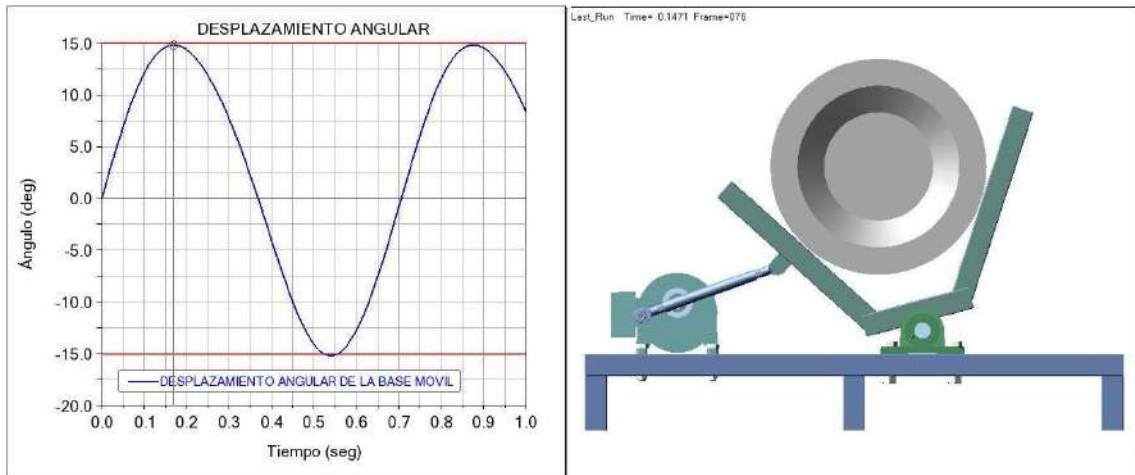 DESPLAZAMIENTO ANGULAR
15.0
10.0
5.0
0.0
-5.0
-10.0
-15.0
-20.0
Ángulo (deg)
DESPLAZAMIENTO ANGULAR DE LA BASE MOVIL
0.0 0.1 0.2 0.3 0.4 0.5 0.6 0.7 0.8 0.9 1.0
Tiempo (seg)
Last_Run Time= 0.1471 Frame=076